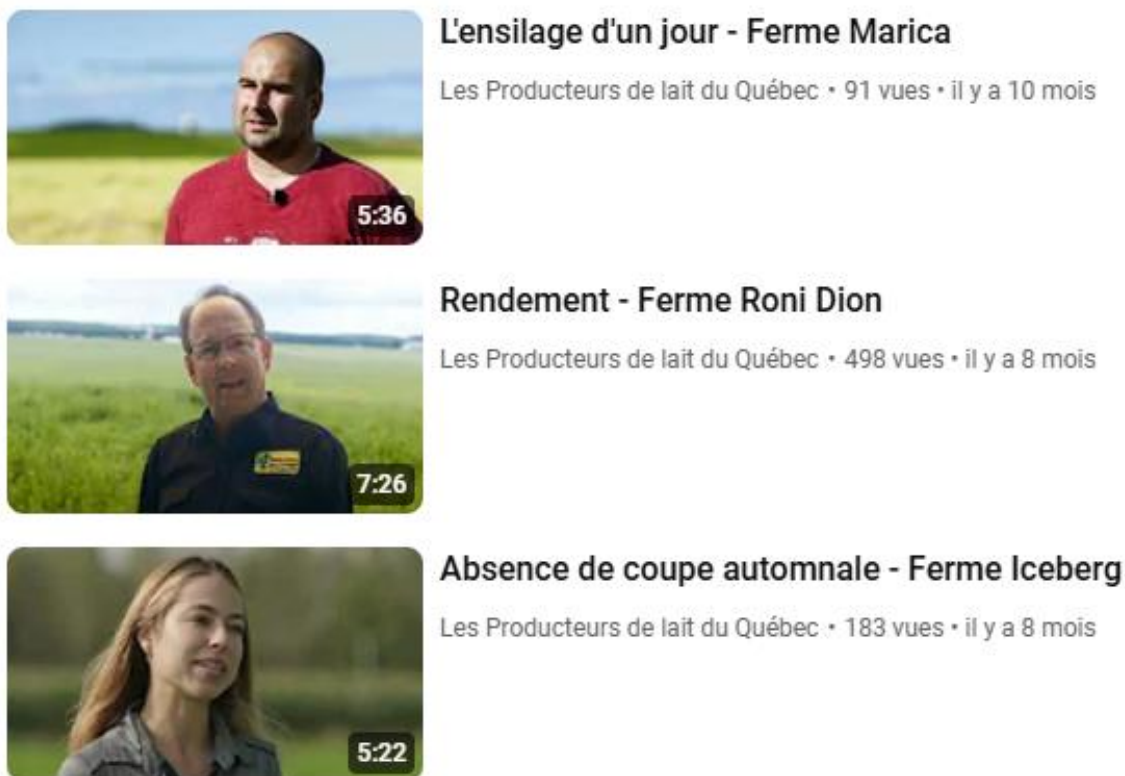 L'ensilage d'un jour - Ferme Marica
Les Producteurs de lait du Québec • 91 vues • il y a 10 mois
5:36
Rendement - Ferme Roni Dion
Les Producteurs de lait du Québec • 498 vues • il y a 8 mois
7:26
Absence de coupe automnale - Ferme Iceberg
Les Producteurs de lait du Québec • 183 vues • il y a 8 mois
5:22